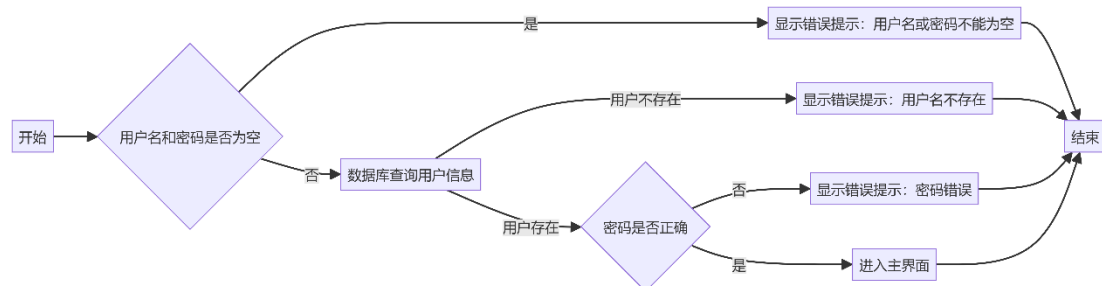 是
显示错误提示：用户名或密码不能为空
用户不存在
显示错误提示：用户名不存在
开始
用户名和密码是否为空
结束
否
数据库查询用户信息
否
显示错误提示：密码错误
用户存在
密码是否正确
是
进入主界面